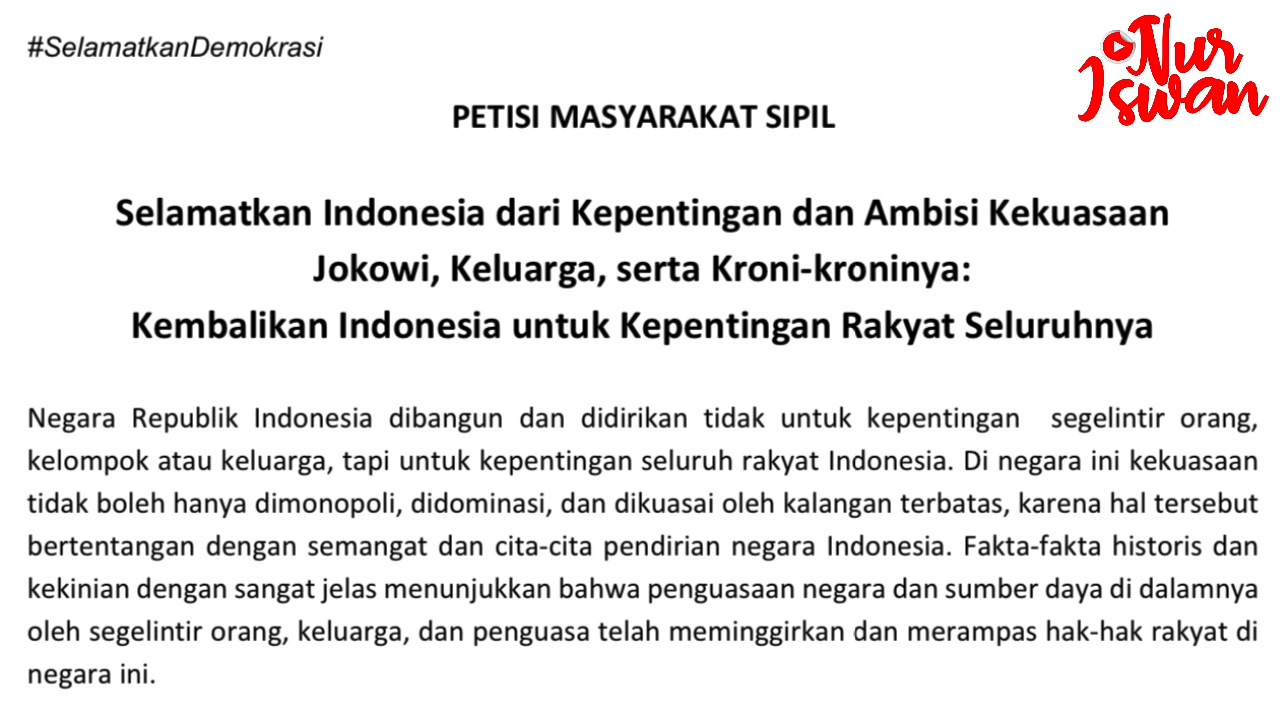 #SelamatkanDemokrasi
Nur
Iswan
PETISI MASYARAKAT SIPIL
Selamatkan Indonesia dari Kepentingan dan Ambisi Kekuasaan
Jokowi, Keluarga, serta Kroni-kroninya:
Kembalikan Indonesia untuk Kepentingan Rakyat Seluruhnya
Negara Republik Indonesia dibangun dan didirikan tidak untuk kepentingan segelintir orang,
kelompok atau keluarga, tapi untuk kepentingan seluruh rakyat Indonesia. Di negara ini kekuasaan
tidak boleh hanya dimonopoli, didominasi, dan dikuasai oleh kalangan terbatas, karena hal tersebut
bertentangan dengan semangat dan cita-cita pendirian negara Indonesia. Fakta-fakta historis dan
kekinian dengan sangat jelas menunjukkan bahwa penguasaan negara dan sumber daya di dalamnya
oleh segelintir orang, keluarga, dan penguasa telah meminggirkan dan merampas hak-hak rakyat di
negara ini.